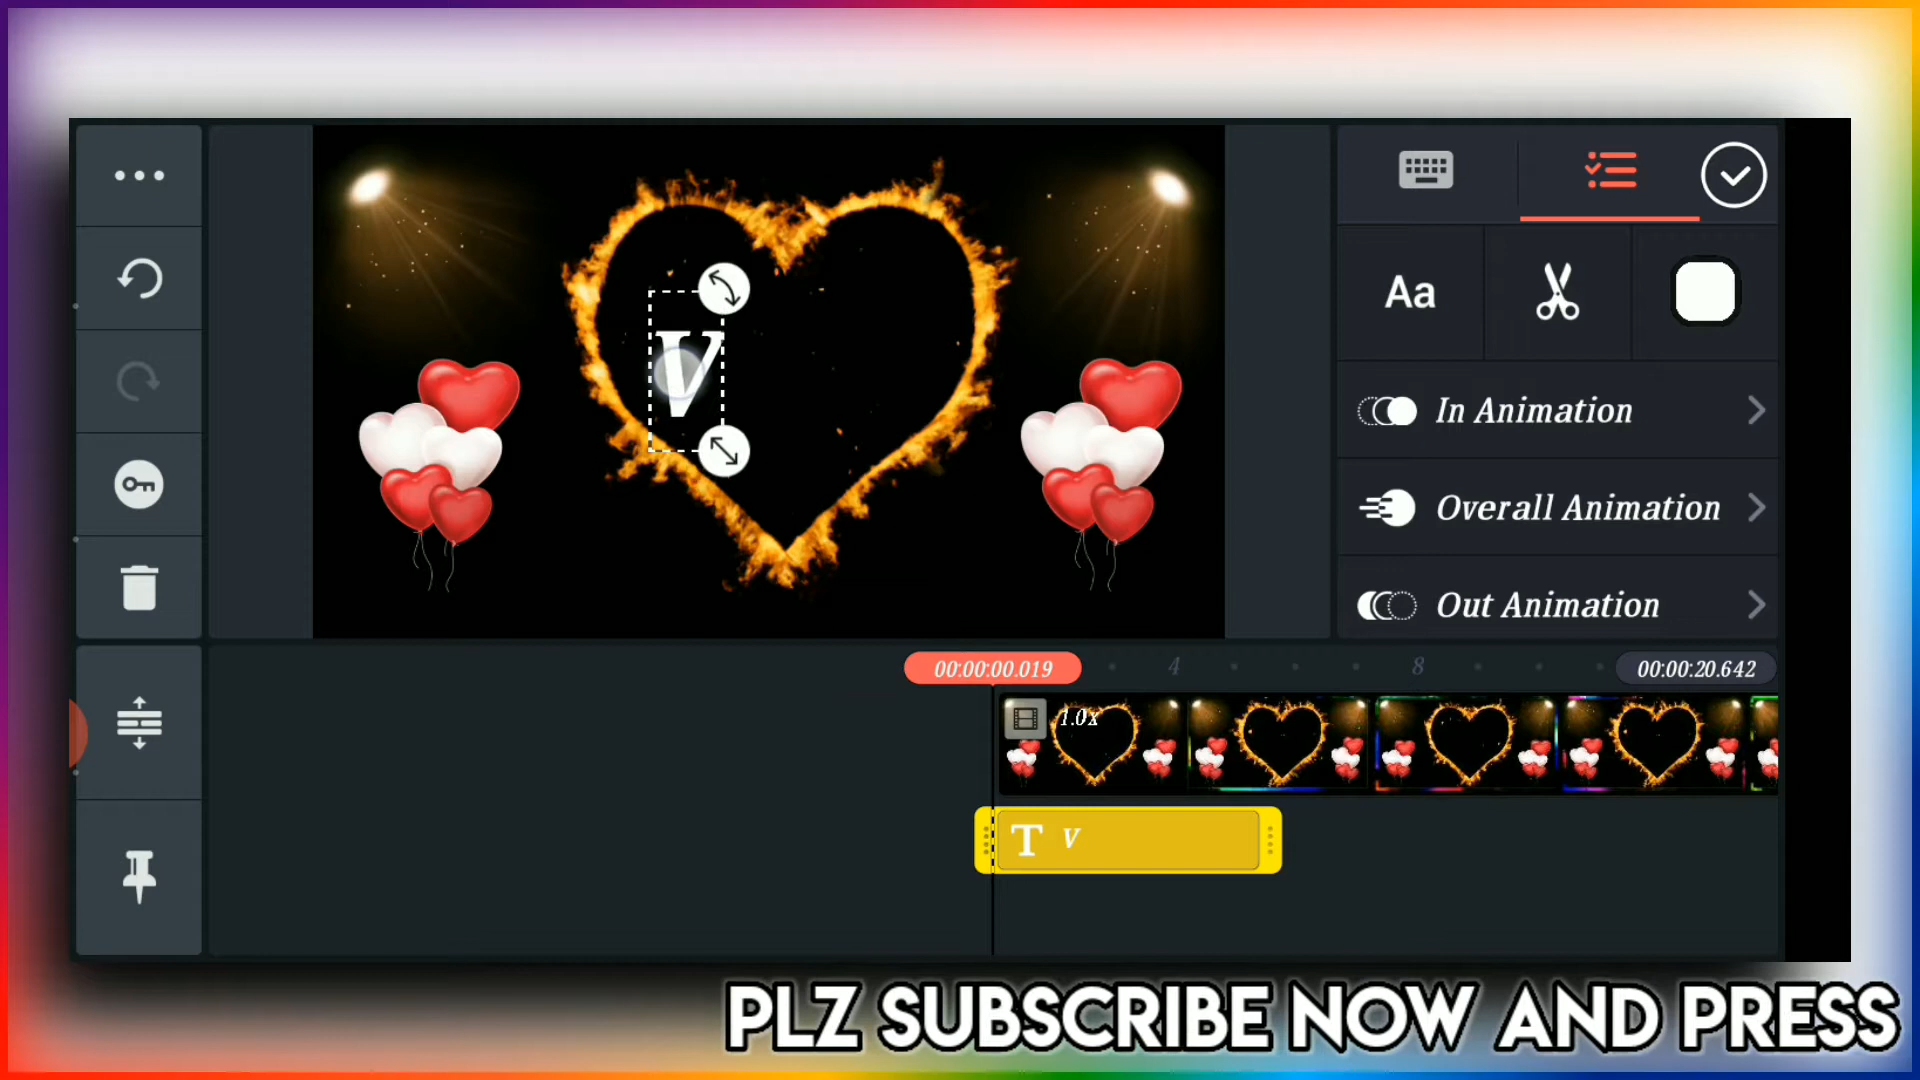 Aa
V
In Animation
Overall Animation
Out Animation
00:00:00.019
4
8
00:00:20.642
1.0x
T V
PLZ SUBSCRIBE NOW AND PRESS